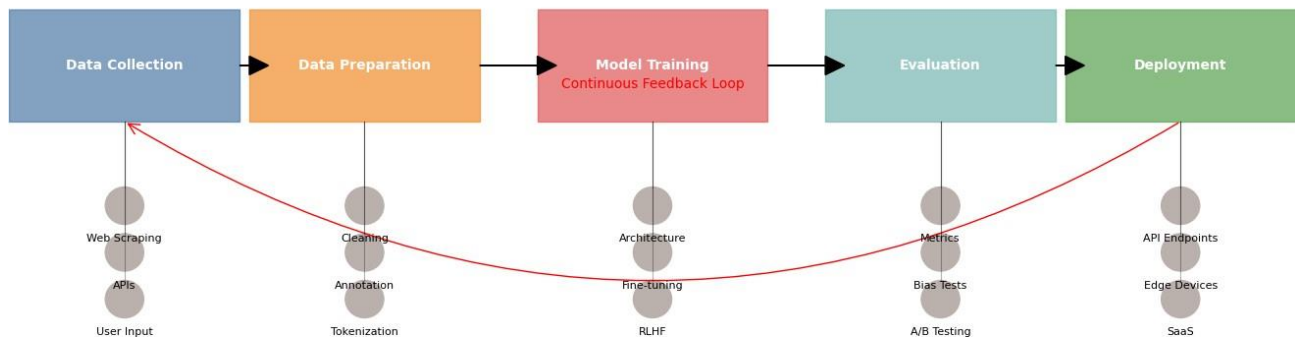 Data Collection
Data Preparation
Model Training
Continuous Feedback Loop
Evaluation
Deployment
Web Scraping
APIs
User Input
Cleaning
Annotation
Tokenization
Architecture
Fine-tuning
RLHF
Metrics
Bias Tests
A/B Testing
API Endpoints
Edge Devices
SaaS